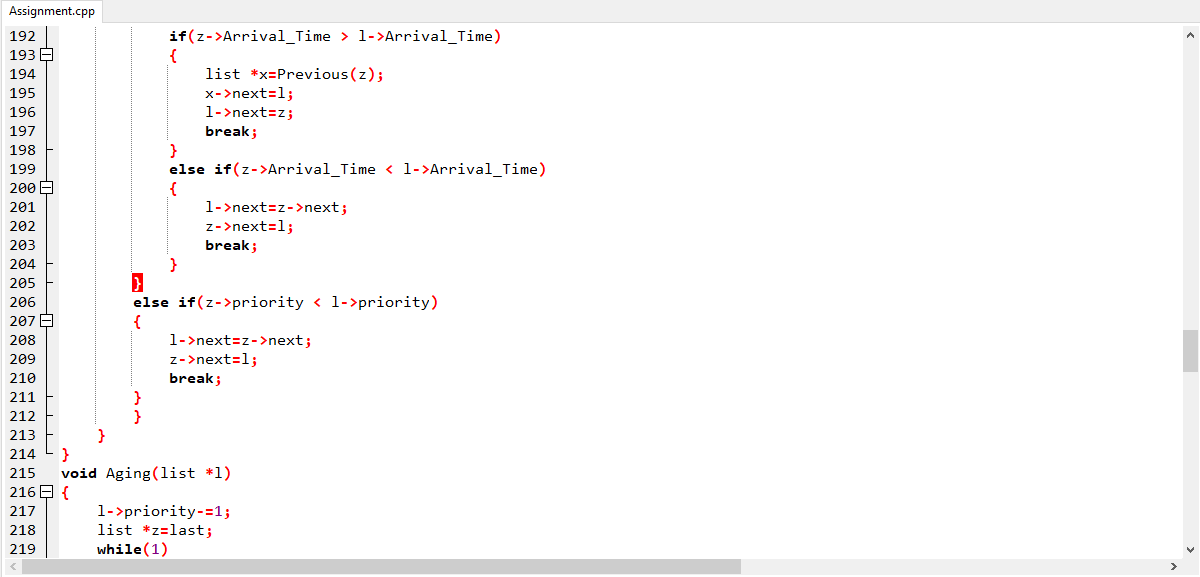 Assignment.cpp
192 if(z->Arrival_Time > l->Arrival_Time)
193 {
194 list *x=Previous(z);
195 x->next=l;
196 l->next=z;
197 break;
198 }
199 else if(z->Arrival_Time < l->Arrival_Time)
200 {
201 l->next=z->next;
202 z->next=l;
203 break;
204 }
205 }
206 else if(z->priority < l->priority)
207 {
208 l->next=z->next;
209 z->next=l;
210 break;
211 }
212 }
213 }
214 }
215 void Aging(list *l)
216 {
217 l->priority-=1;
218 list *z=last;
219 while(1)